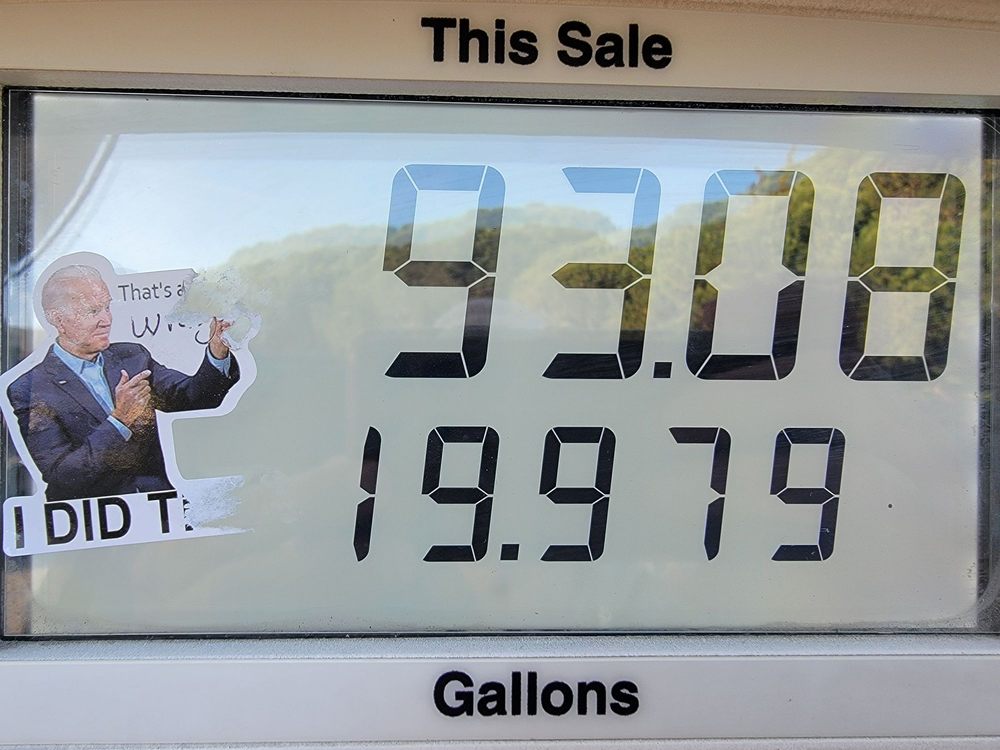 This Sale
93.08
That's a
I DID T
19.979
Gallons